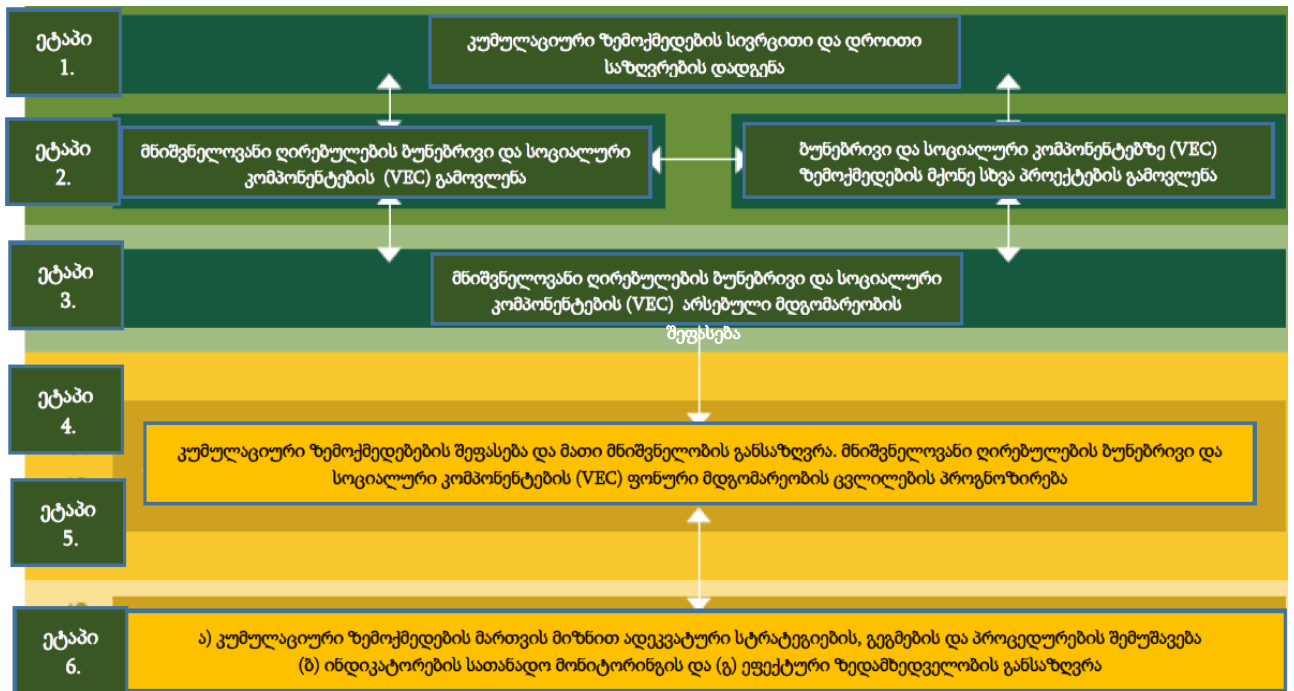 ეტაპი
1.
კუმულაციური ზემოქმედების სივრცითი და დროითი
საზღვრების დადგენა
ეტაპი
2.
მნიშვნელოვანი ღირებულების ბუნებრივი და სოციალური
კომპონენტების (VEC) გამოვლენა
ბუნებრივი და სოციალური კომპონენტებზე (VEC)
ზემოქმედების მქონე სხვა პროექტების გამოვლენა
ეტაპი
3.
მნიშვნელოვანი ღირებულების ბუნებრივი და სოციალური
კომპონენტების (VEC) არსებული მდგომარეობის
შეფასება
ეტაპი
4.
კუმულაციური ზემოქმედებების შეფასება და მათი მნიშვნელობის განსაზღვრა. მნიშვნელოვანი ღირებულების ბუნებრივი და
სოციალური კომპონენტების (VEC) ფონური მდგომარეობის ცვლილების პროგნოზირება
ეტაპი
5.
ეტაპი
6.
ა) კუმულაციური ზემოქმედების მართვის მიზნით ადეკვატური სტრატეგიების, გეგმების და პროცედურების შემუშავება
(ბ) ინდიკატორების სათანადო მონიტორინგის და (გ) ეფექტური ზედამხედველობის განსაზღვრა